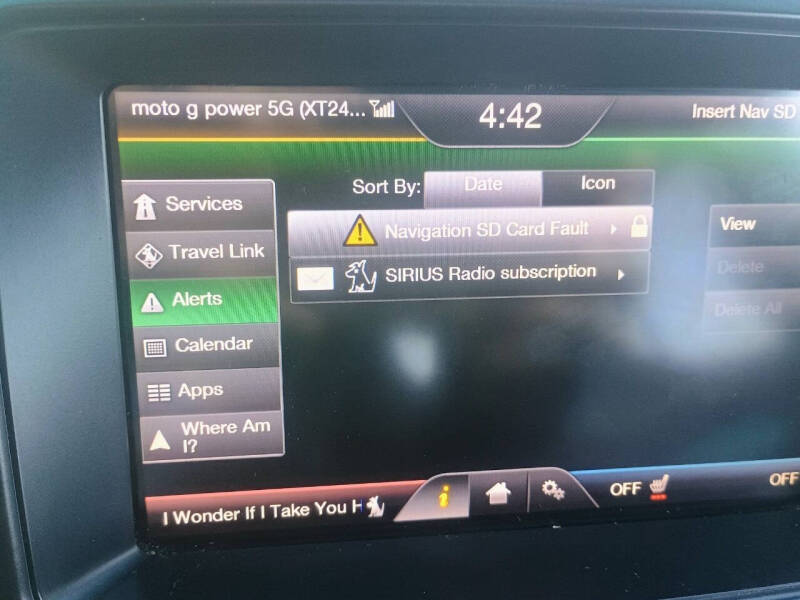 moto g power 5G (XT24...
4:42
Insert Nav SD
Sort By:
Date
Icon
Services
Travel Link
Alerts
Calendar
Apps
Where Am
I?
Navigation SD Card Fault
SIRIUS Radio subscription
View
Delete
Delete All
I Wonder If I Take You H
i
OFF
OFF